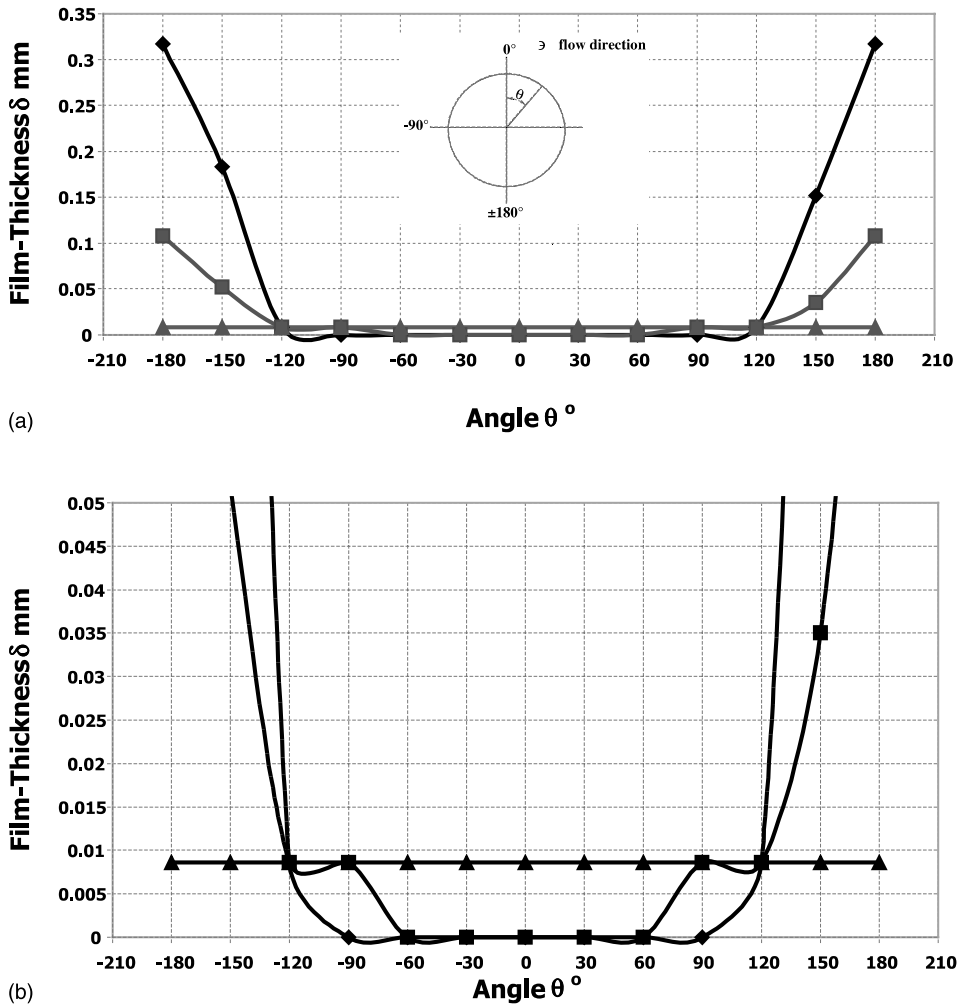 0.35
0.3
0.25
0.2
0.15
0.1
0.05
0
Film-Thickness δ mm
0° ∍ flow direction
θ
-90°
±180°
-210 -180 -150 -120 -90 -60 -30 0 30 60 90 120 150 180 210
Angle θ °
(a)
0.05
0.045
0.04
0.035
0.03
0.025
0.02
0.015
0.01
0.005
0
Film-Thickness δ mm
-210 -180 -150 -120 -90 -60 -30 0 30 60 90 120 150 180 210
Angle θ °
(b)